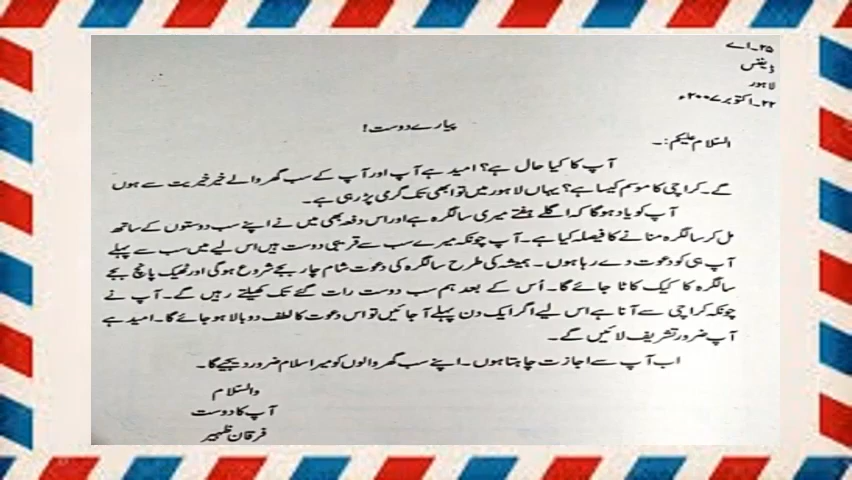 ۲۵۔اے
ڈیفنس
لاہور
۲۲۔اکتوبر ۲۰۰۷ء
پیارے دوست!
السّلام علیکم:۔
آپ کا کیا حال ہے؟ امید ہے آپ اور آپ کے سب گھر والے خیر خیریت سے ہوں
گے۔ کراچی کا موسم کیسا ہے؟ یہاں لاہور میں تو ابھی تک گرمی پڑ رہی ہے۔
آپ کو یاد ہوگا کہ اگلے ہفتے میری سالگرہ ہے اور اس دفعہ بھی میں نے اپنے سب دوستوں کے ساتھ
مل کر سالگرہ منانے کا فیصلہ کیا ہے۔ آپ چونکہ میرے سب سے قریبی دوست ہیں اس لیے میں سب سے پہلے
آپ ہی کو دعوت دے رہا ہوں۔ ہمیشہ کی طرح سالگرہ کی دعوت شام چار بجے شروع ہوگی اور ٹھیک پانچ بجے
سالگرہ کا کیک کاٹا جائے گا۔ اُس کے بعد ہم سب دوست رات گئے تک کھیلتے رہیں گے۔ آپ نے
چونکہ کراچی سے آنا ہے اس لیے اگر ایک دن پہلے آ جائیں تو اس دعوت کا لطف دوبالا ہو جائے گا۔ امید ہے
آپ ضرور تشریف لائیں گے۔
اب آپ سے اجازت چاہتا ہوں۔ اپنے سب گھر والوں کو میرا سلام ضرور دیجیے گا۔
والسّلام
آپ کا دوست
فرقان ظہیر